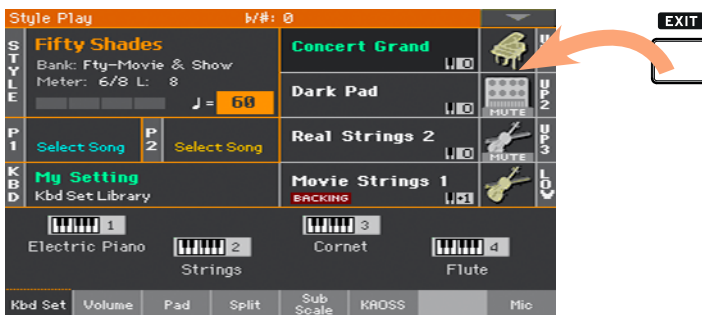 Style Play ♭/#: 0
EXIT
STYLE
Fifty Shades
Bank: Fty-Movie & Show
Meter: 6/8 L: 8
♩ = 60
Concert Grand
Dark Pad
MUTE
UP2
P1
Select Song
P2
Select Song
Real Strings 2
MUTE
UP3
KBD
My Setting
Kbd Set Library
Movie Strings 1
BACKING
+1
LOW
1
Electric Piano
2
Strings
3
Cornet
4
Flute
Kbd Set Volume Pad Split Sub Scale KAOSS Mic